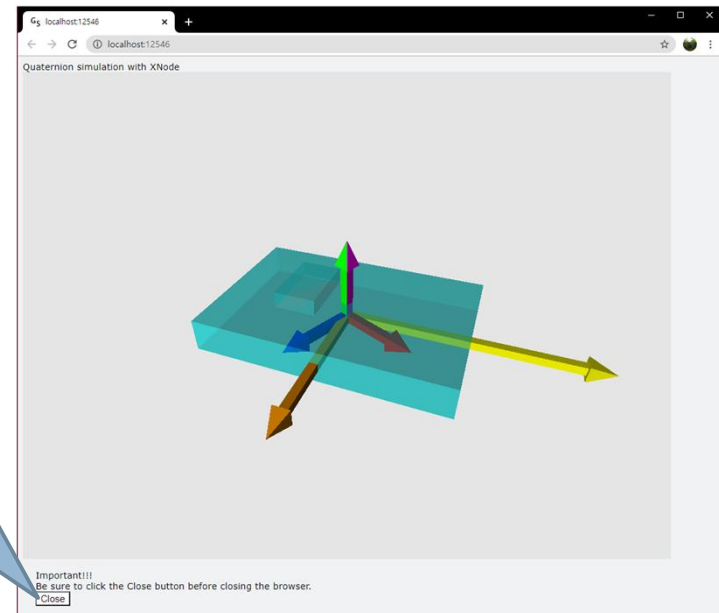 GS localhost:12546
localhost:12546
Quaternion simulation with XNode
Important!!!
Be sure to click the Close button before closing the browser.
Close